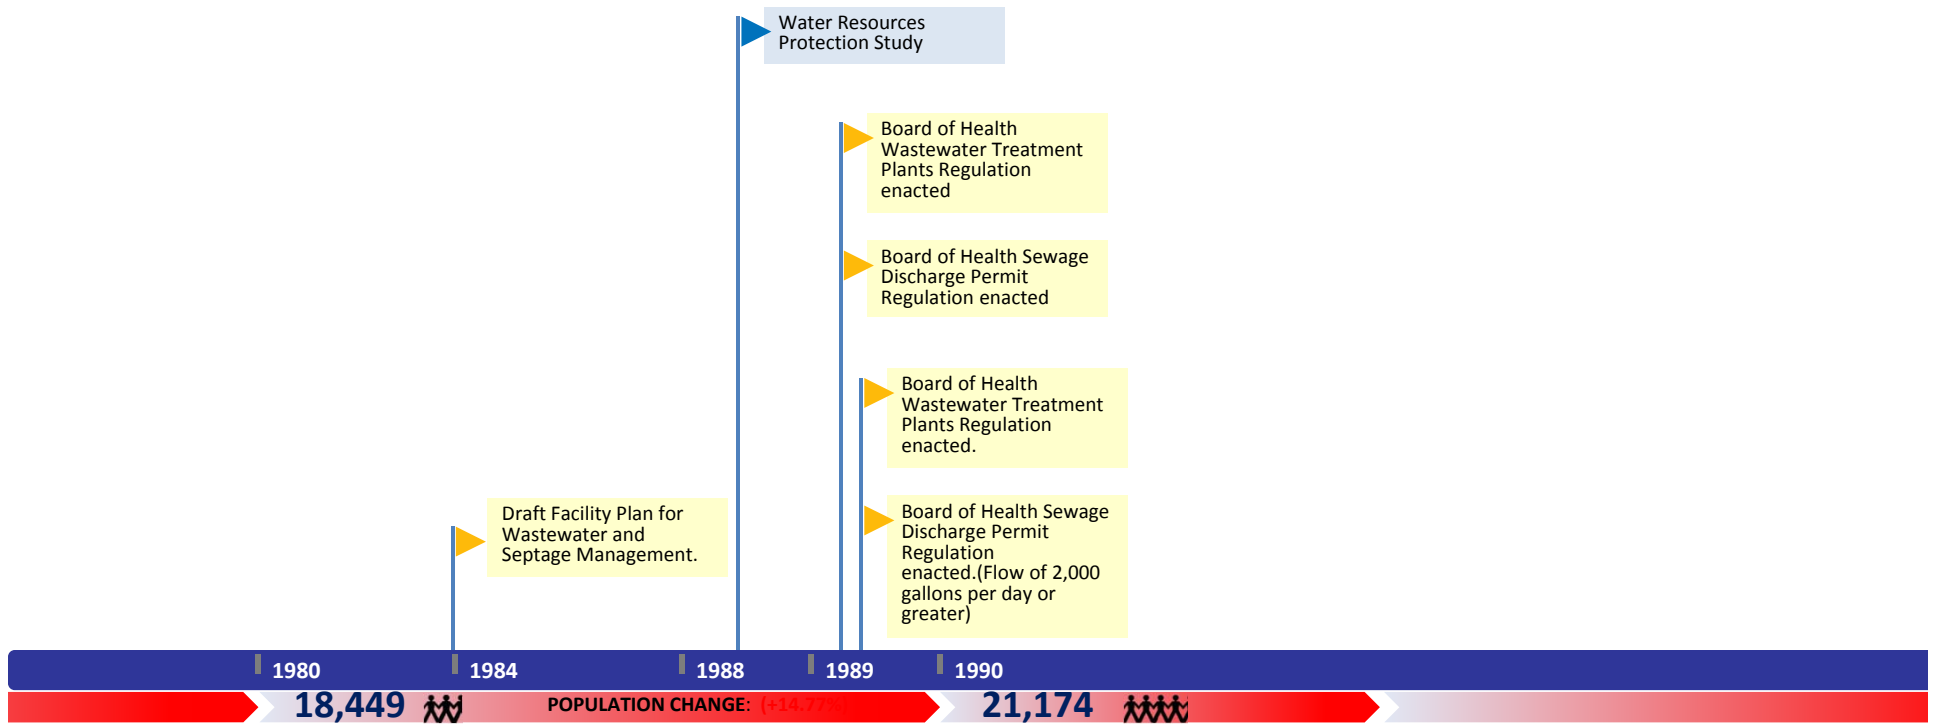 Water Resources
Protection Study
Board of Health
Wastewater Treatment
Plants Regulation
enacted
Board of Health Sewage
Discharge Permit
Regulation enacted
Board of Health
Wastewater Treatment
Plants Regulation
enacted.
Draft Facility Plan for
Wastewater and
Septage Management.
Board of Health Sewage
Discharge Permit
Regulation
enacted.(Flow of 2,000
gallons per day or
greater)
1980 1984 1988 1989 1990
18,449 POPULATION CHANGE: (+14.77%) 21,174